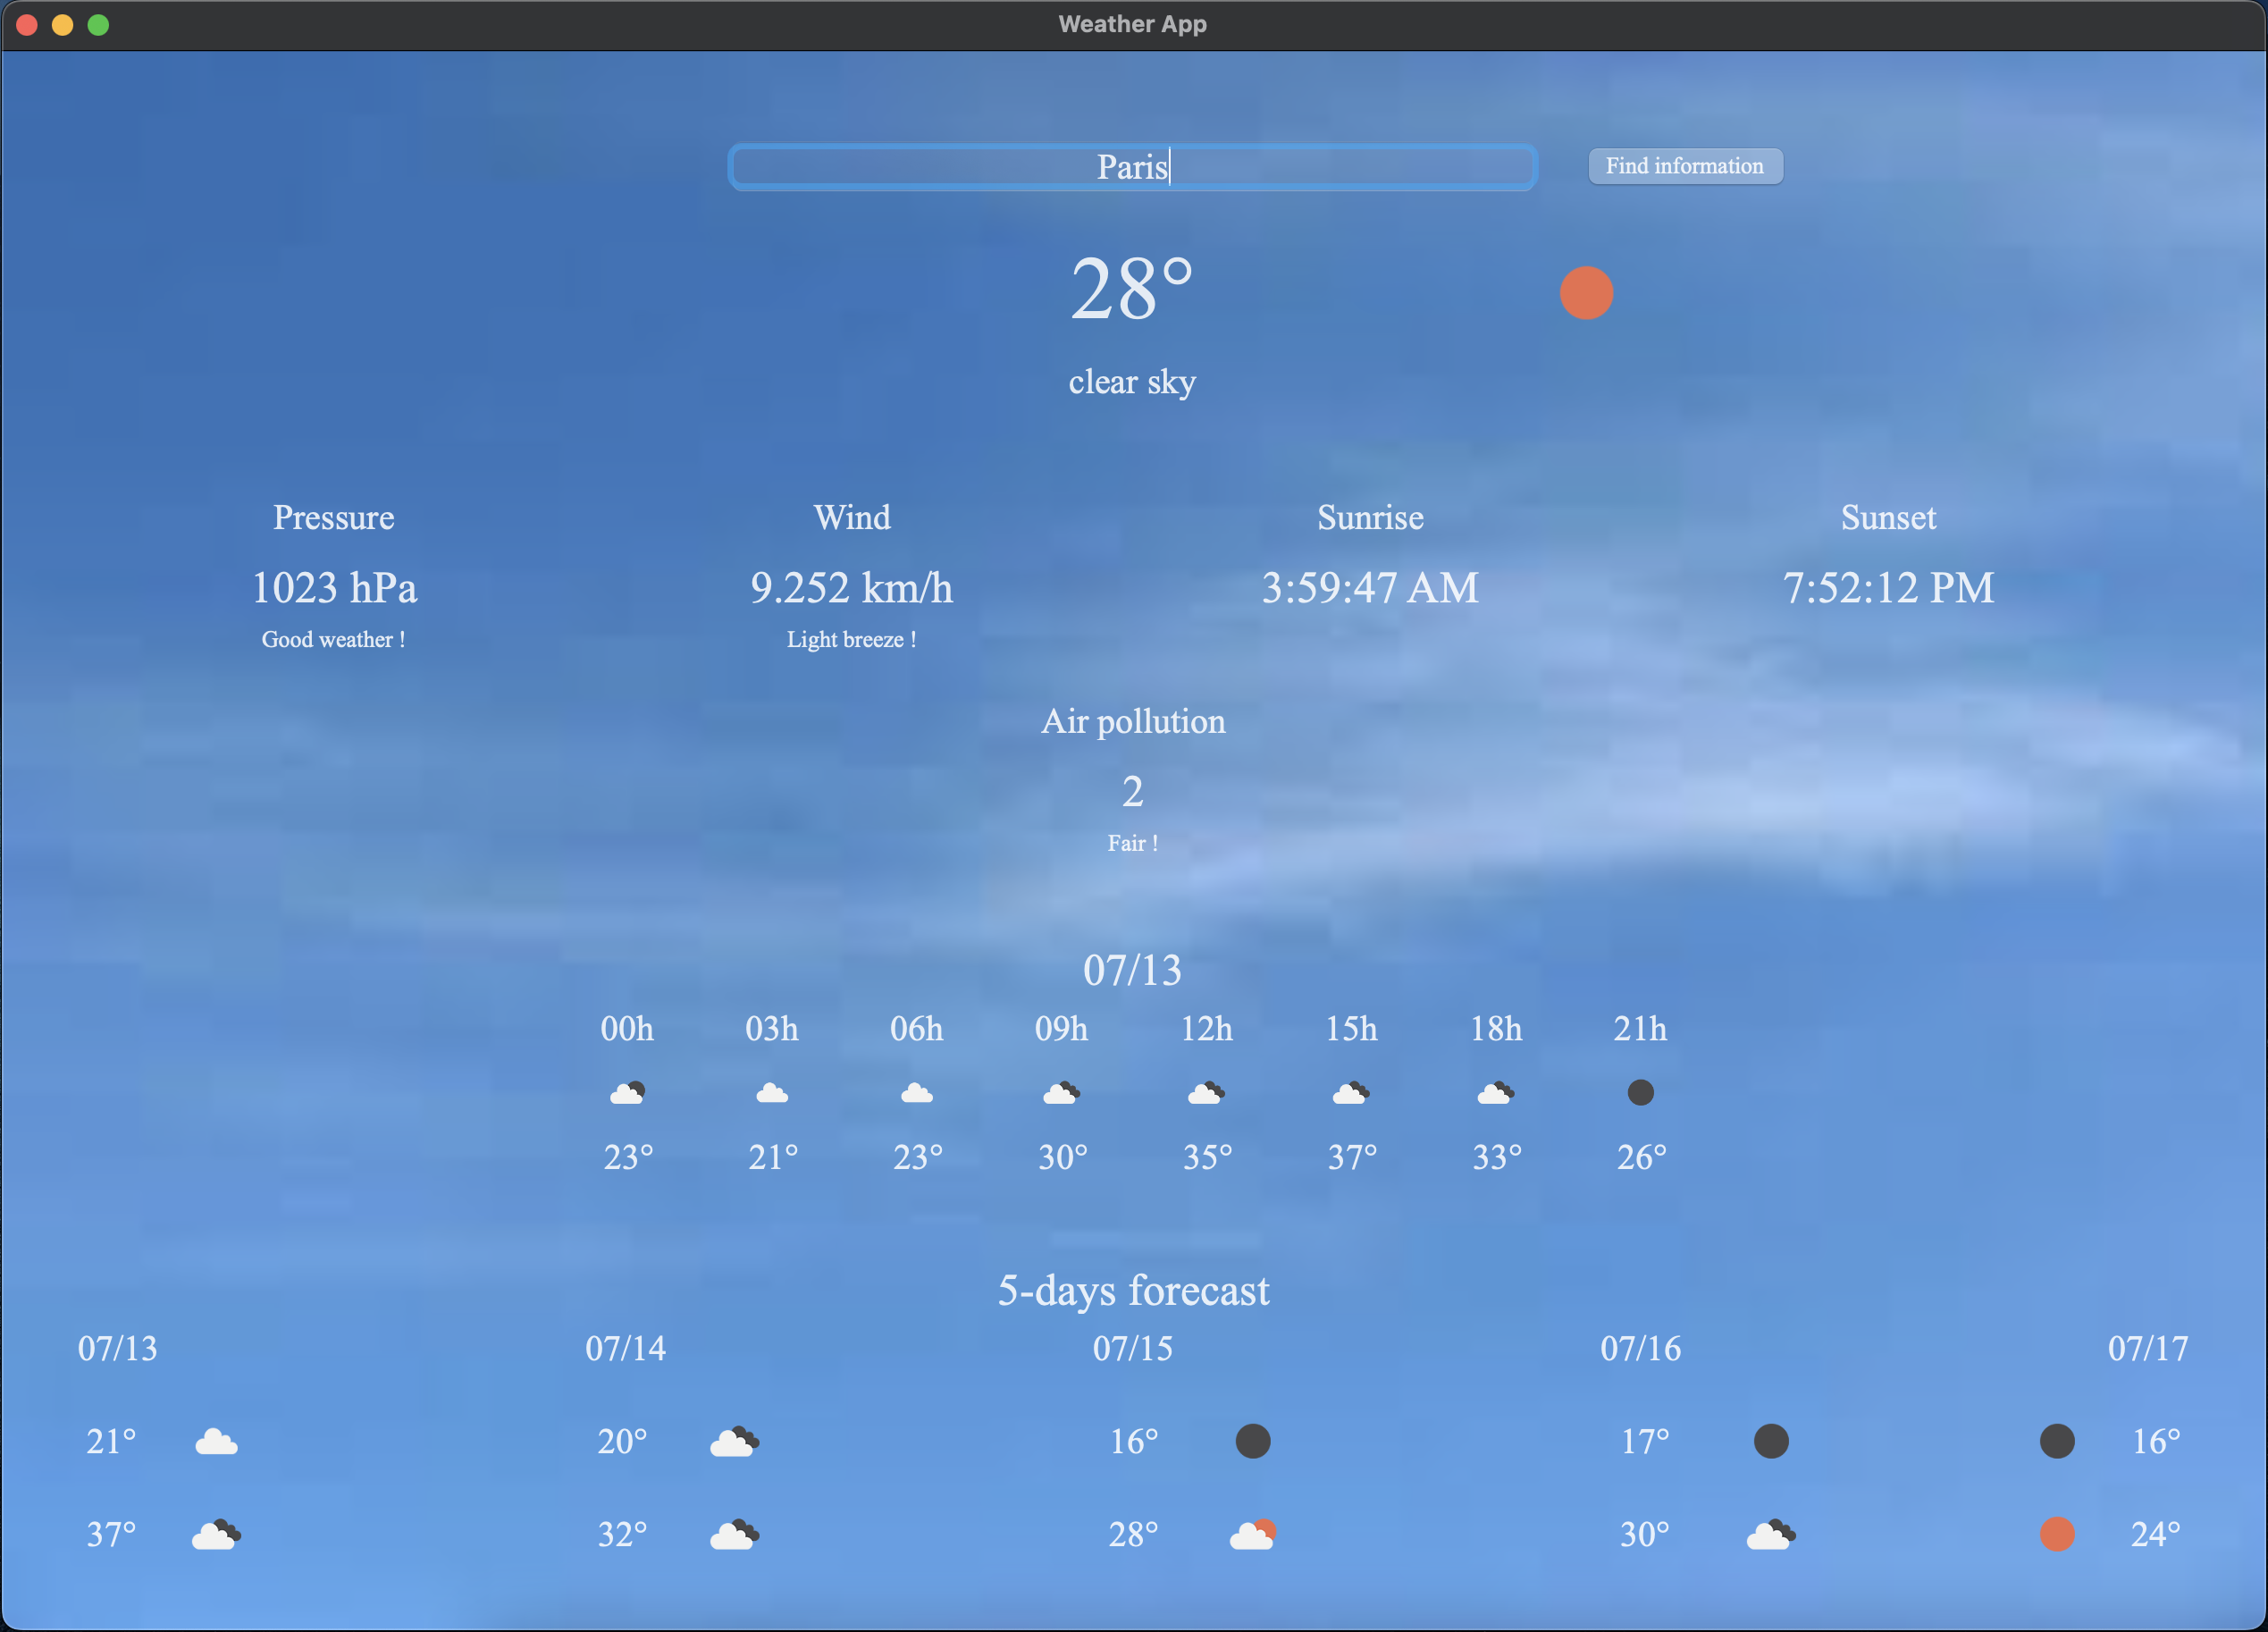 Weather App
Paris
Find information
28°
clear sky
Pressure Wind Sunrise Sunset
1023 hPa 9.252 km/h 3:59:47 AM 7:52:12 PM
Good weather ! Light breeze !
Air pollution
2
Fair !
07/13
00h 03h 06h 09h 12h 15h 18h 21h
23° 21° 23° 30° 35° 37° 33° 26°
5-days forecast
07/13 07/14 07/15 07/16 07/17
21° 20° 16° 17° 16°
37° 32° 28° 30° 24°